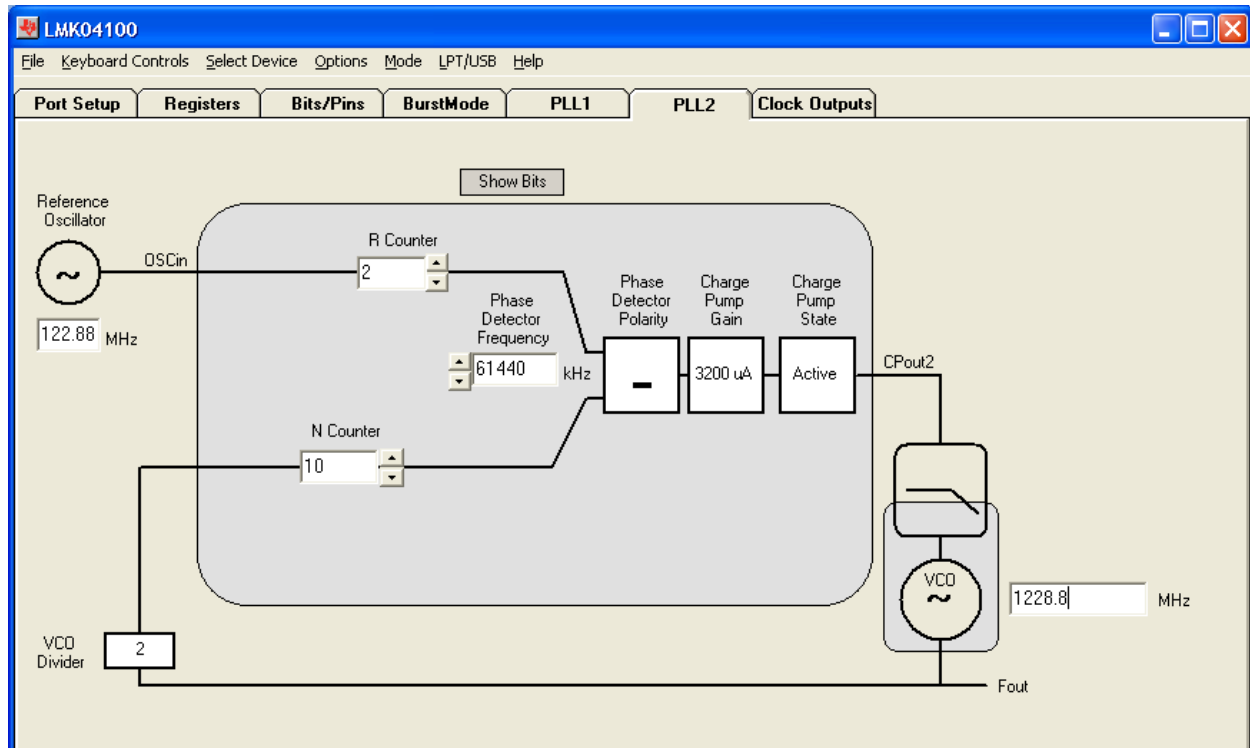 LMK04100
File Keyboard Controls Select Device Options Mode LPT/USB Help
Port Setup Registers Bits/Pins BurstMode PLL1 PLL2 Clock Outputs
Show Bits
Reference
Oscillator
~
122.88 MHz
OSCin
R Counter
2
Phase
Detector
Frequency
61440 kHz
N Counter
10
Phase
Detector
Polarity
-
Charge
Pump
Gain
3200 uA
Charge
Pump
State
Active
CPout2
VCO
~
1228.8 MHz
VCO
Divider
2
Fout